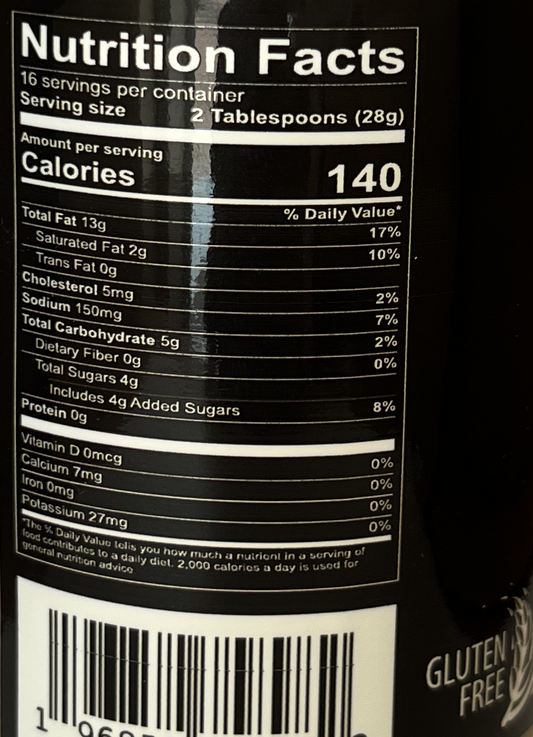 Nutrition Facts
16 servings per container
Serving size 2 Tablespoons (28g)
Amount per serving
Calories 140
% Daily Value*
Total Fat 13g 17%
Saturated Fat 2g 10%
Trans Fat 0g
Cholesterol 5mg 2%
Sodium 150mg 7%
Total Carbohydrate 5g 2%
Dietary Fiber 0g 0%
Total Sugars 4g
Includes 4g Added Sugars 8%
Protein 0g
Vitamin D 0mcg 0%
Calcium 7mg 0%
Iron 0mg 0%
Potassium 27mg 0%
*The % Daily Value tells you how much a nutrient in a serving of
food contributes to a daily diet. 2,000 calories a day is used for
general nutrition advice
GLUTEN
FREE
1